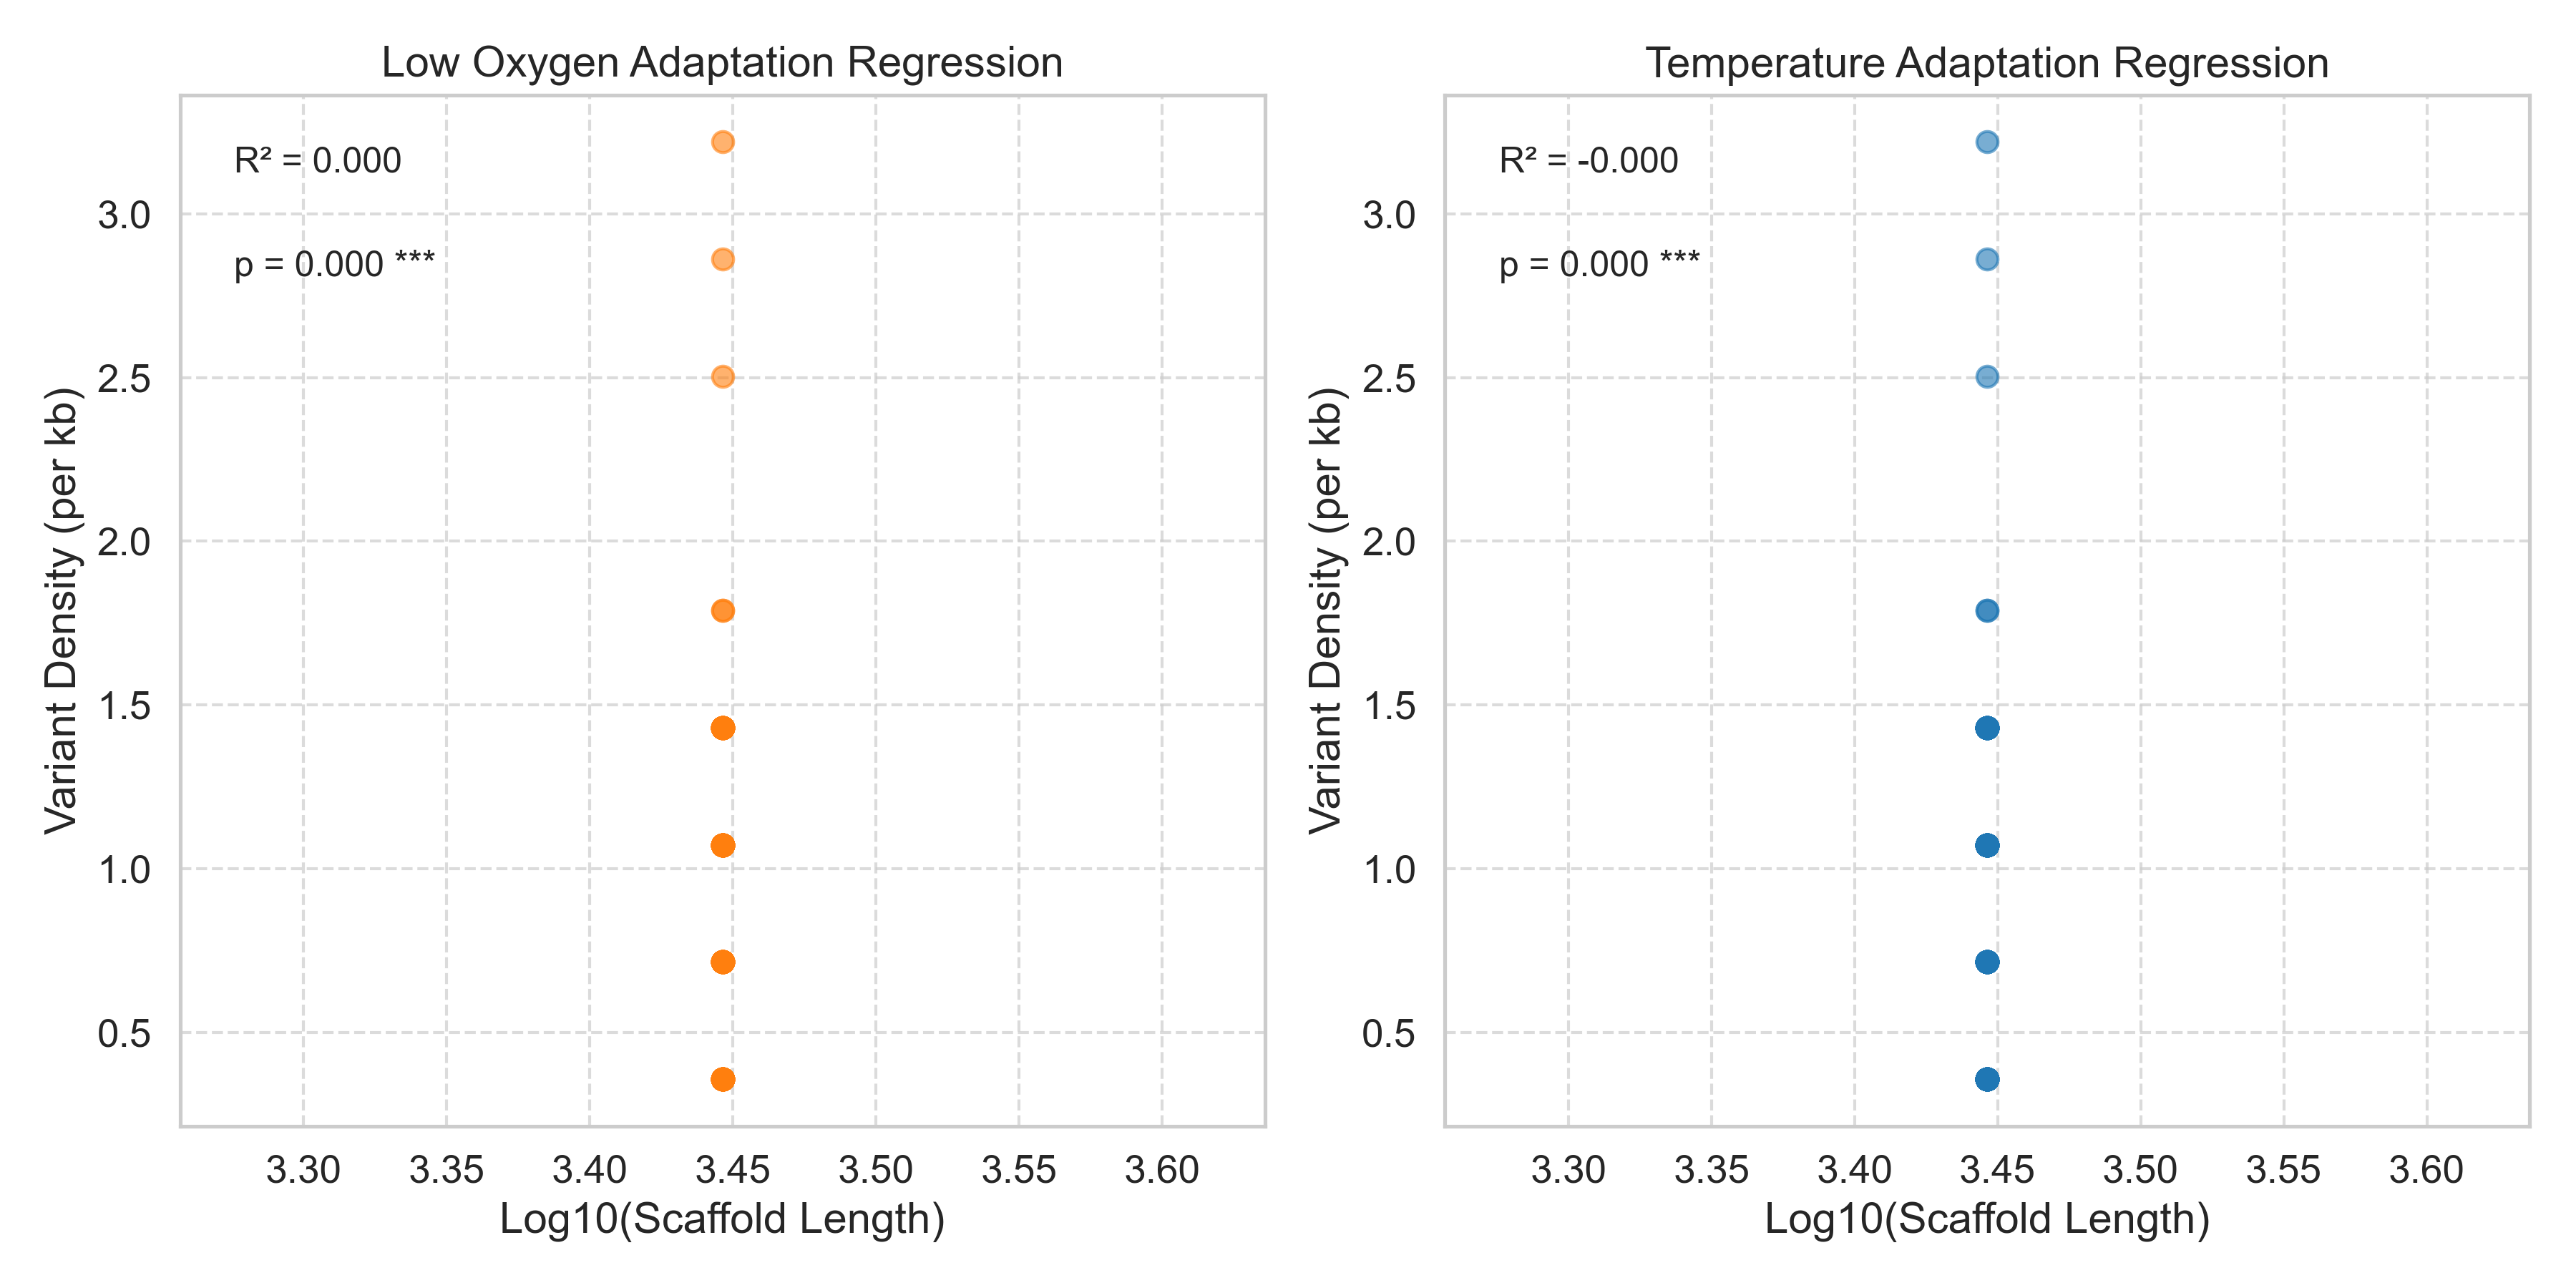 Low Oxygen Adaptation Regression
R² = 0.000
p = 0.000 ***
Variant Density (per kb)
3.0
2.5
2.0
1.5
1.0
0.5
3.30 3.35 3.40 3.45 3.50 3.55 3.60
Log10(Scaffold Length)
Temperature Adaptation Regression
R² = -0.000
p = 0.000 ***
Variant Density (per kb)
3.0
2.5
2.0
1.5
1.0
0.5
3.30 3.35 3.40 3.45 3.50 3.55 3.60
Log10(Scaffold Length)